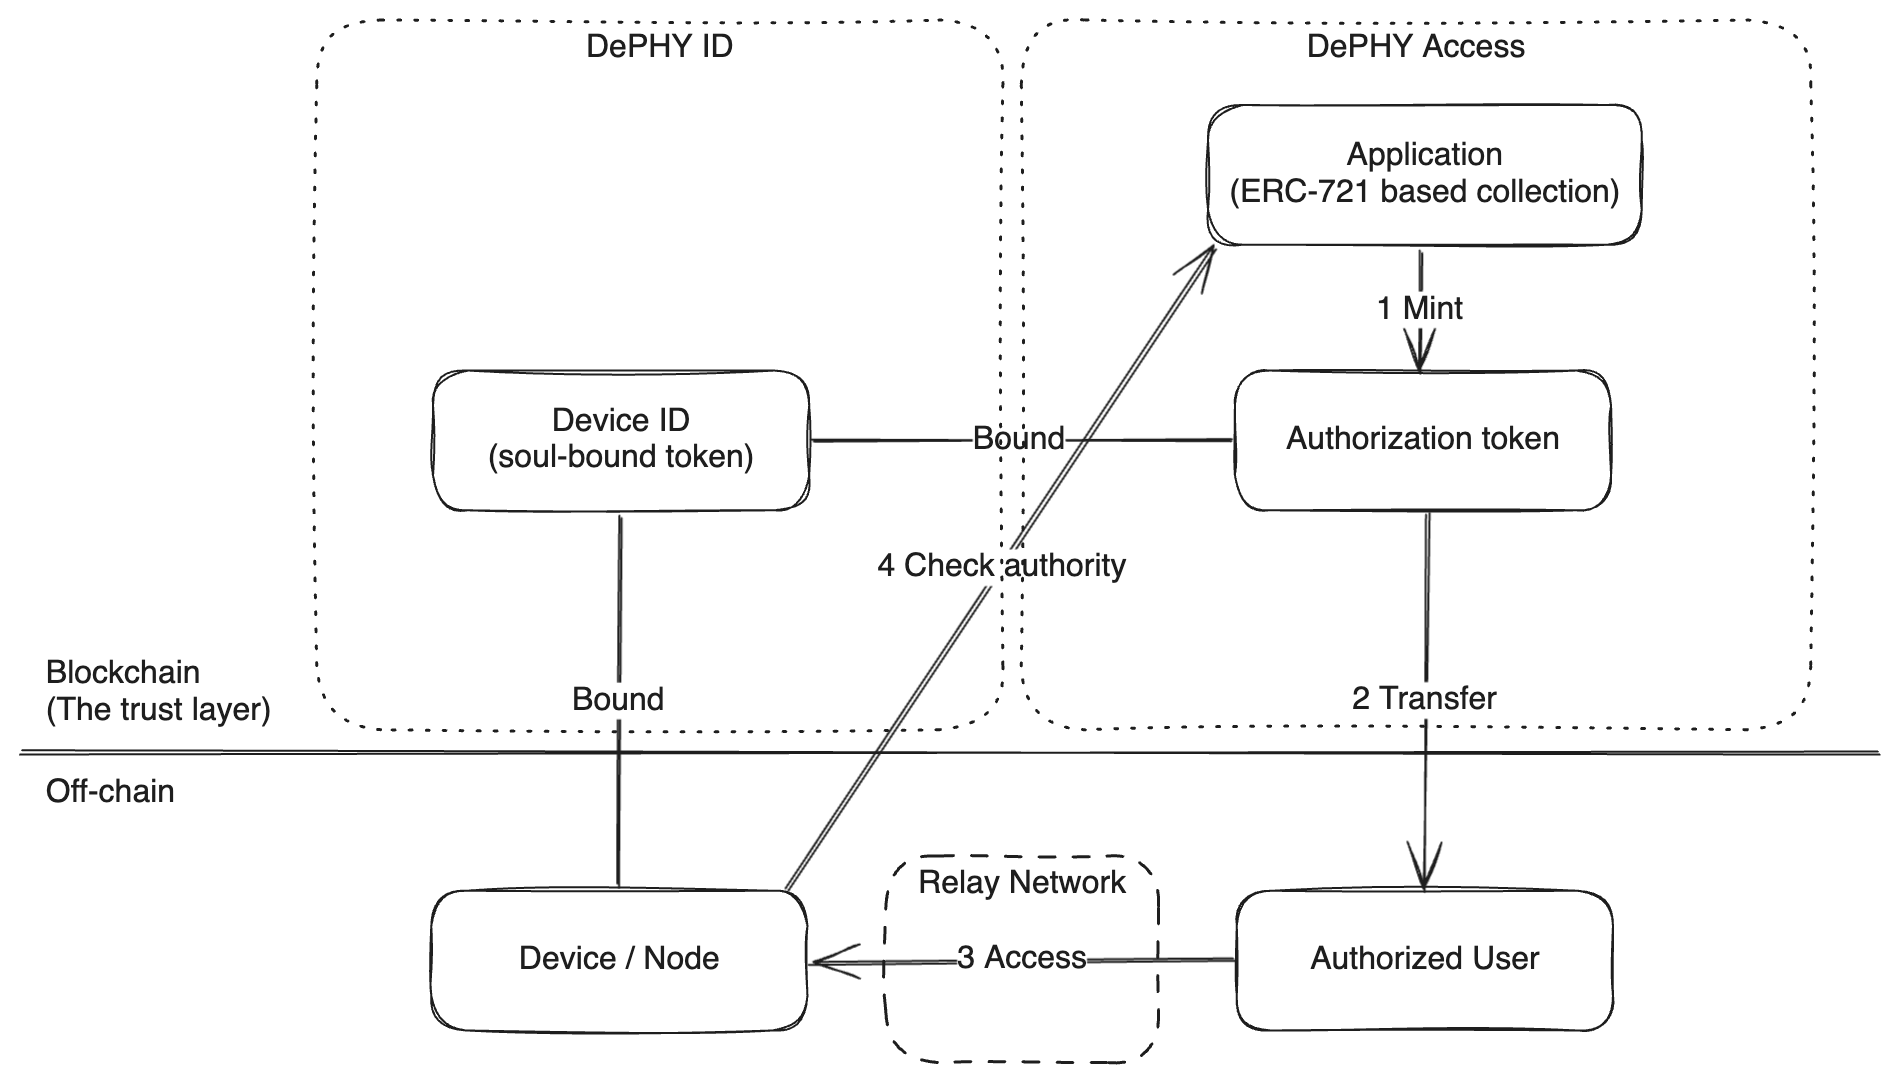 DePHY ID
DePHY Access
Application
(ERC-721 based collection)
1 Mint
Device ID
(soul-bound token)
Bound
Authorization token
4 Check authority
Blockchain
(The trust layer)
Bound
2 Transfer
Off-chain
Relay Network
Device / Node
3 Access
Authorized User